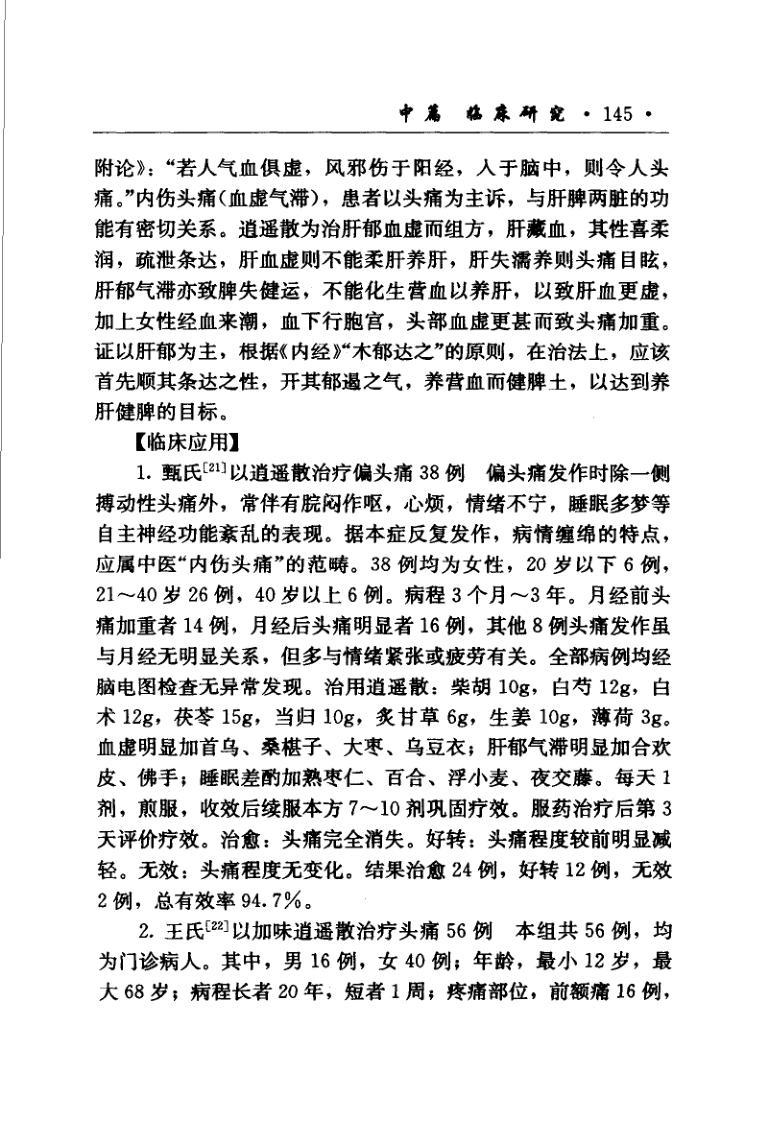 中篇 临床研究 · 145 ·
附论》：“若人气血俱虚，风邪伤于阳经，入于脑中，则令人头
痛。”内伤头痛（血虚气滞），患者以头痛为主诉，与肝脾两脏的功
能有密切关系。逍遥散为治肝郁血虚而组方，肝藏血，其性喜柔
润，疏泄条达，肝血虚则不能柔肝养肝，肝失濡养则头痛目眩，
肝郁气滞亦致脾失健运，不能化生营血以养肝，以致肝血更虚，
加上女性经血来潮，血下行胞宫，头部血虚更甚而致头痛加重。
证以肝郁为主，根据《内经》“木郁达之”的原则，在治法上，应该
首先顺其条达之性，开其郁遏之气，养营血而健脾土，以达到养
肝健脾的目标。
【临床应用】
1. 甄氏[21]以逍遥散治疗偏头痛 38 例　偏头痛发作时除一侧
搏动性头痛外，常伴有脘闷作呕，心烦，情绪不宁，睡眠多梦等
自主神经功能紊乱的表现。据本症反复发作，病情缠绵的特点，
应属中医“内伤头痛”的范畴。38 例均为女性，20 岁以下 6 例，
21～40 岁 26 例，40 岁以上 6 例。病程 3 个月～3 年。月经前头
痛加重者 14 例，月经后头痛明显者 16 例，其他 8 例头痛发作虽
与月经无明显关系，但多与情绪紧张或疲劳有关。全部病例均经
脑电图检查无异常发现。治用逍遥散：柴胡 10g，白芍 12g，白
术 12g，茯苓 15g，当归 10g，炙甘草 6g，生姜 10g，薄荷 3g。
血虚明显加首乌、桑椹子、大枣、乌豆衣；肝郁气滞明显加合欢
皮、佛手；睡眠差酌加熟枣仁、百合、浮小麦、夜交藤。每天 1
剂，煎服，收效后续服本方 7～10 剂巩固疗效。服药治疗后第 3
天评价疗效。治愈：头痛完全消失。好转：头痛程度较前明显减
轻。无效：头痛程度无变化。结果治愈 24 例，好转 12 例，无效
2 例，总有效率 94.7%。
2. 王氏[22]以加味逍遥散治疗头痛 56 例　本组共 56 例，均
为门诊病人。其中，男 16 例，女 40 例；年龄，最小 12 岁，最
大 68 岁；病程长者 20 年，短者 1 周；疼痛部位，前额痛 16 例，